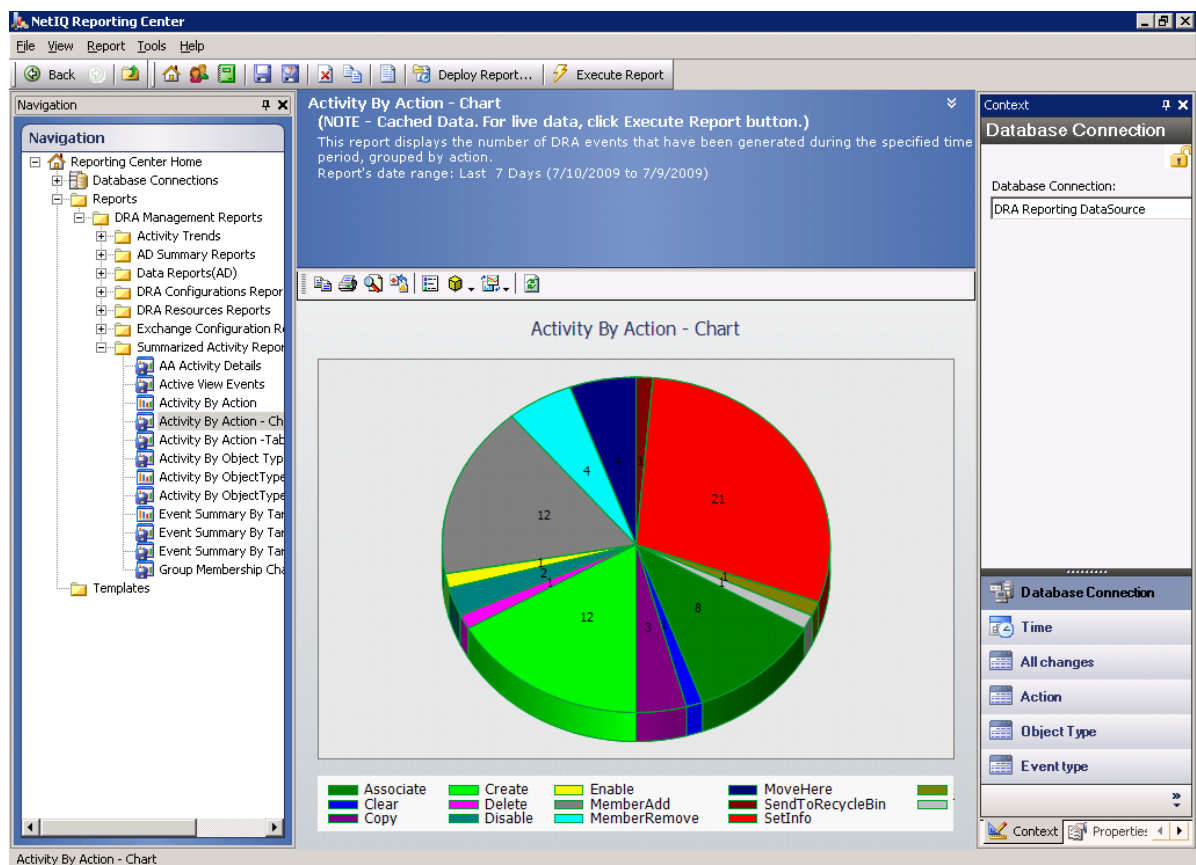 NetIQ Reporting Center
File View Report Tools Help
Back Deploy Report... Execute Report
Navigation
Navigation
Reporting Center Home
Database Connections
Reports
DRA Management Reports
Activity Trends
AD Summary Reports
Data Reports(AD)
DRA Configurations Repor
DRA Resources Reports
Exchange Configuration R
Summarized Activity Repor
AA Activity Details
Active View Events
Activity By Action
Activity By Action - Ch
Activity By Action -Tab
Activity By Object Typ
Activity By ObjectType
Activity By ObjectType
Event Summary By Tar
Event Summary By Tar
Event Summary By Tar
Group Membership Cha
Templates
Activity By Action - Chart
(NOTE - Cached Data. For live data, click Execute Report button.)
This report displays the number of DRA events that have been generated during the specified time
period, grouped by action.
Report's date range: Last 7 Days (7/10/2009 to 7/9/2009)
Activity By Action - Chart
4
4
1
21
12
1
2
1
1
1
12
3
8
Associate Create Enable MoveHere
Clear Delete MemberAdd SendToRecycleBin
Copy Disable MemberRemove SetInfo
Context
Database Connection
Database Connection:
DRA Reporting DataSource
Database Connection
Time
All changes
Action
Object Type
Event type
Context Properties
Activity By Action - Chart